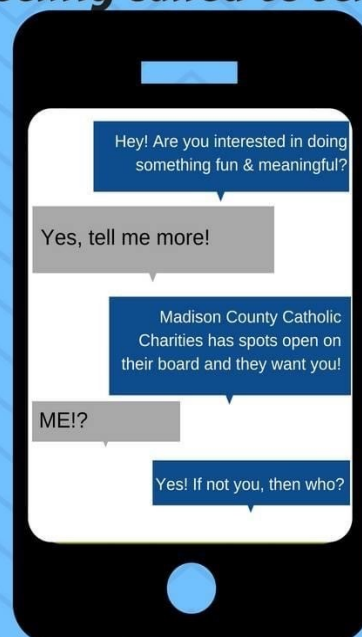 Hey! Are you interested in doing
something fun & meaningful?
Yes, tell me more!
Madison County Catholic
Charities has spots open on
their board and they want you!
ME!?
Yes! If not you, then who?